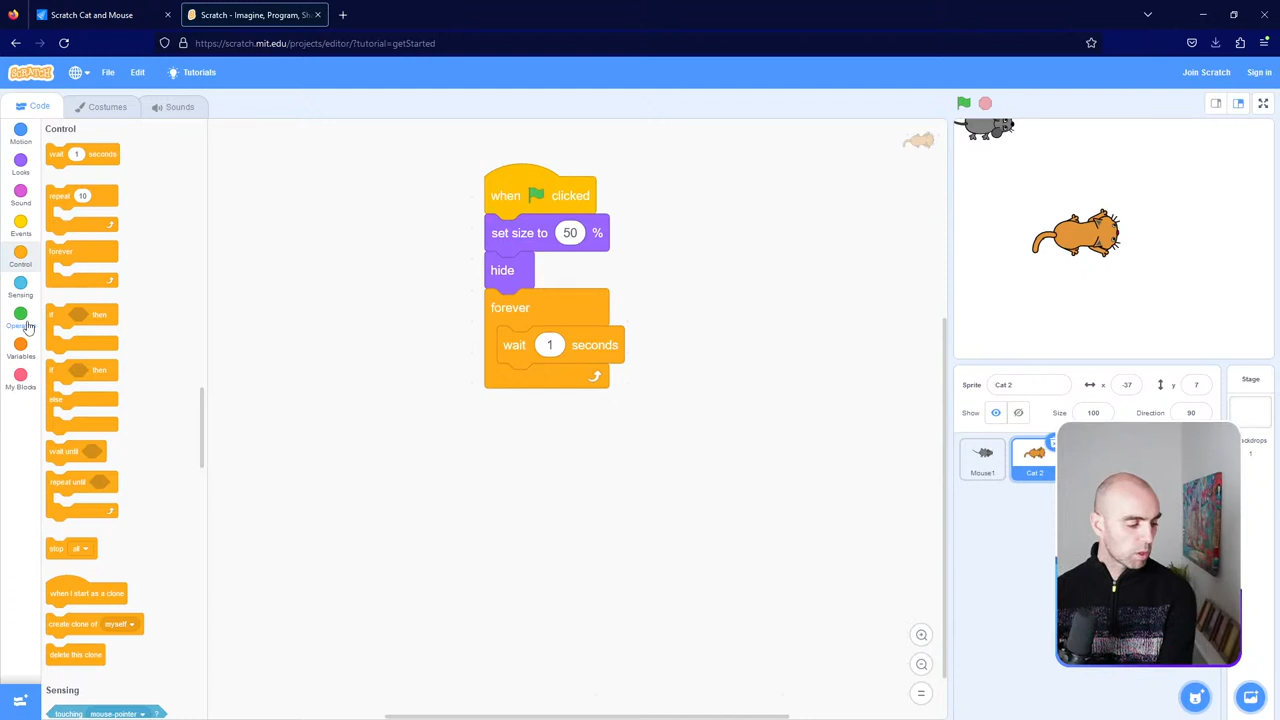 Scratch Cat and Mouse
Scratch - Imagine, Program, Sh
https://scratch.mit.edu/projects/editor/?tutorial=getStarted
SCRATCH
File
Edit
Tutorials
Join Scratch
Sign in
Code
Costumes
Sounds
Motion
Looks
Sound
Events
Control
Sensing
Variables
My Blocks
Control
wait 1 seconds
repeat 10
forever
if then
if then
else
wait until
repeat until
stop all
when I start as a clone
create clone of myself
delete this clone
Sensing
touching mouse-pointer ?
when clicked
set size to 50 %
hide
forever
wait 1 seconds
Sprite Cat 2 x -37 y 7
Show Size 100 Direction 90
Mouse1
Cat 2
Stage
1